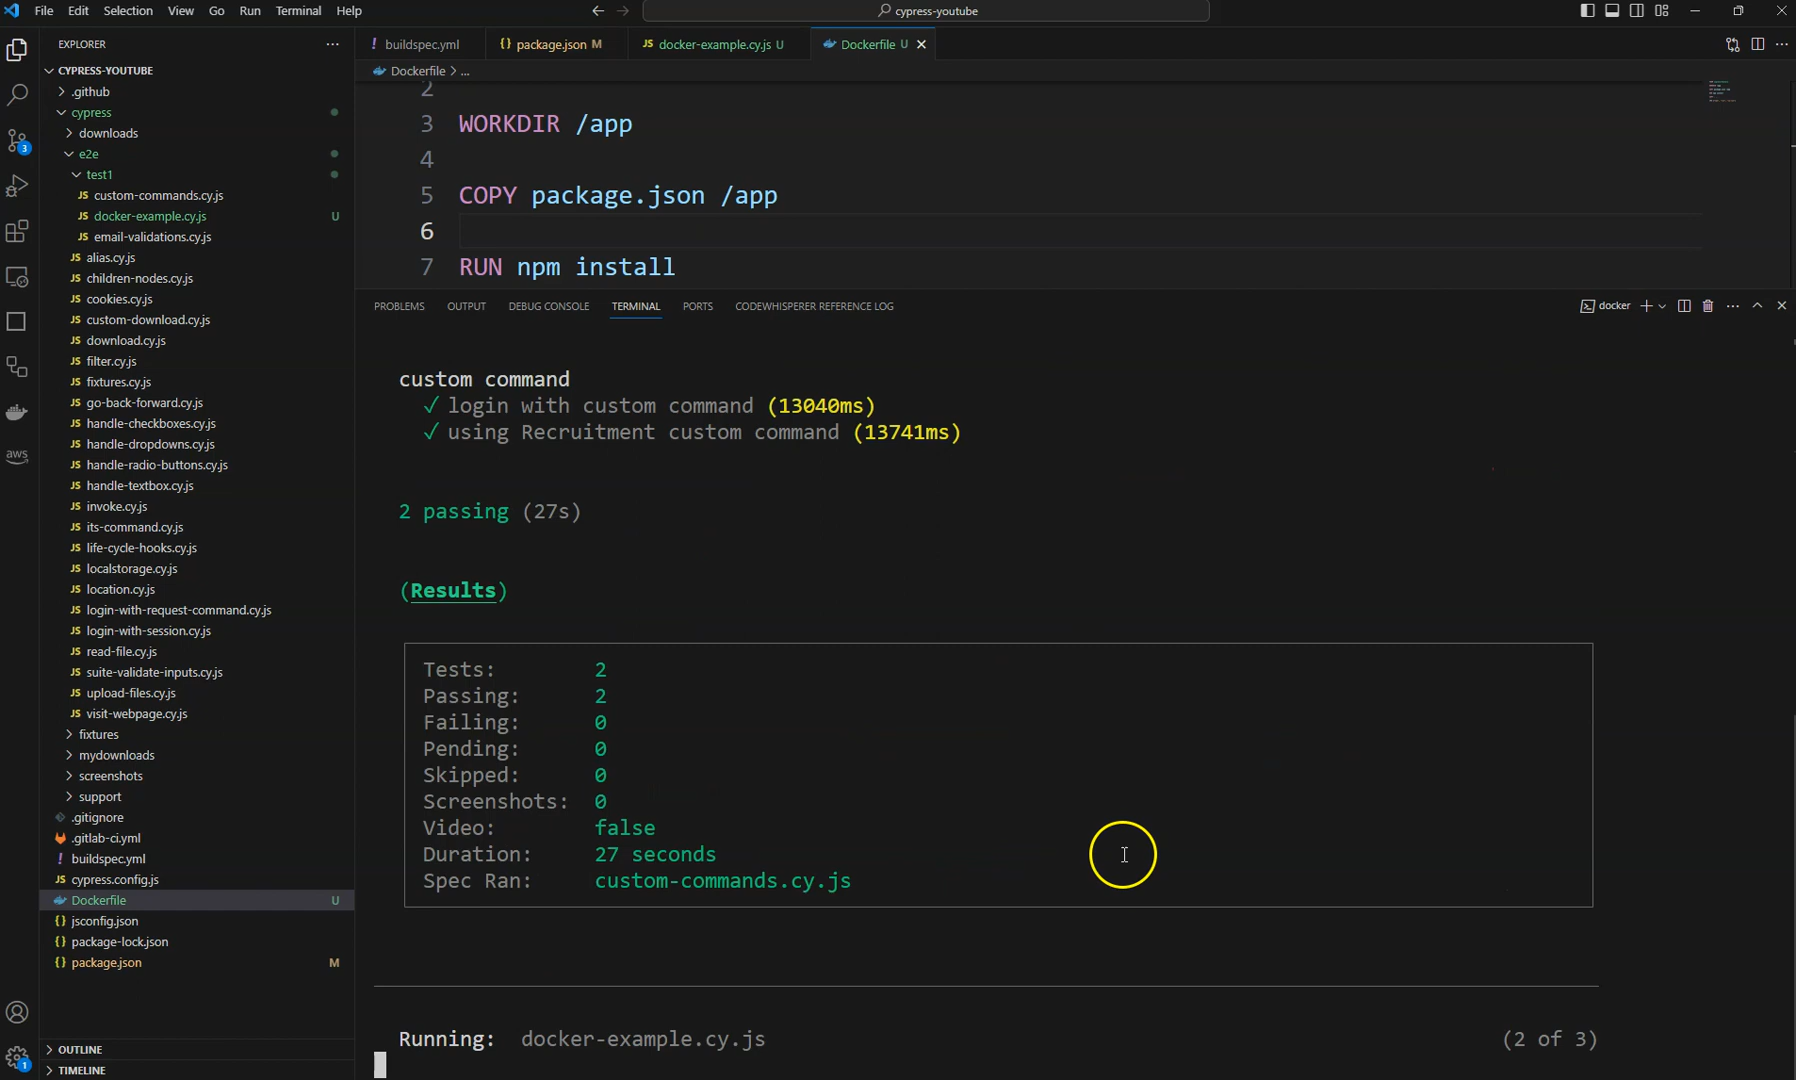 File Edit Selection View Go Run Terminal Help
cypress-youtube
EXPLORER
buildspec.yml
package.json M
docker-example.cy.js U
Dockerfile U
CYPRESS-YOUTUBE
Dockerfile > ...
.github
cypress
downloads
e2e
test1
custom-commands.cy.js
docker-example.cy.js U
email-validations.cy.js
alias.cy.js
children-nodes.cy.js
cookies.cy.js
custom-download.cy.js
download.cy.js
filter.cy.js
fixtures.cy.js
go-back-forward.cy.js
handle-checkboxes.cy.js
handle-dropdowns.cy.js
handle-radio-buttons.cy.js
handle-textbox.cy.js
invoke.cy.js
its-command.cy.js
life-cycle-hooks.cy.js
localstorage.cy.js
location.cy.js
login-with-request-command.cy.js
login-with-session.cy.js
read-file.cy.js
suite-validate-inputs.cy.js
upload-files.cy.js
visit-webpage.cy.js
fixtures
mydownloads
screenshots
support
.gitignore
.gitlab-ci.yml
buildspec.yml
cypress.config.js
Dockerfile U
jsconfig.json
package-lock.json
package.json M
OUTLINE
TIMELINE
3
aws
1
2
3 WORKDIR /app
4
5 COPY package.json /app
6
7 RUN npm install
PROBLEMS OUTPUT DEBUG CONSOLE TERMINAL PORTS CODEWHISPERER REFERENCE LOG
docker
custom command
✓ login with custom command (13040ms)
✓ using Recruitment custom command (13741ms)
2 passing (27s)
(Results)
Tests: 2
Passing: 2
Failing: 0
Pending: 0
Skipped: 0
Screenshots: 0
Video: false
Duration: 27 seconds
Spec Ran: custom-commands.cy.js
Running: docker-example.cy.js (2 of 3)